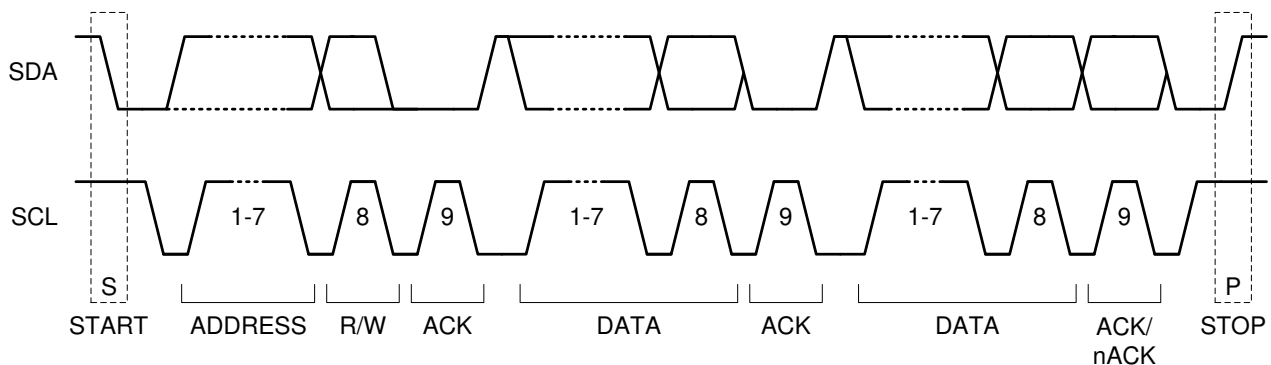 SDA
SCL
1-7 8 9 1-7 8 9 1-7 8 9
S P
START ADDRESS R/W ACK DATA ACK DATA ACK/ STOP
nACK